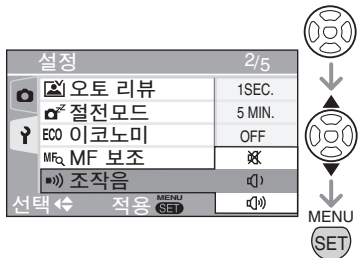 설정 2/5
오토 리뷰 1SEC.
절전모드 5 MIN.
ECO 이코노미 OFF
MF MF 보조
조작음
선택 적용 MENU SET
MENU
SET